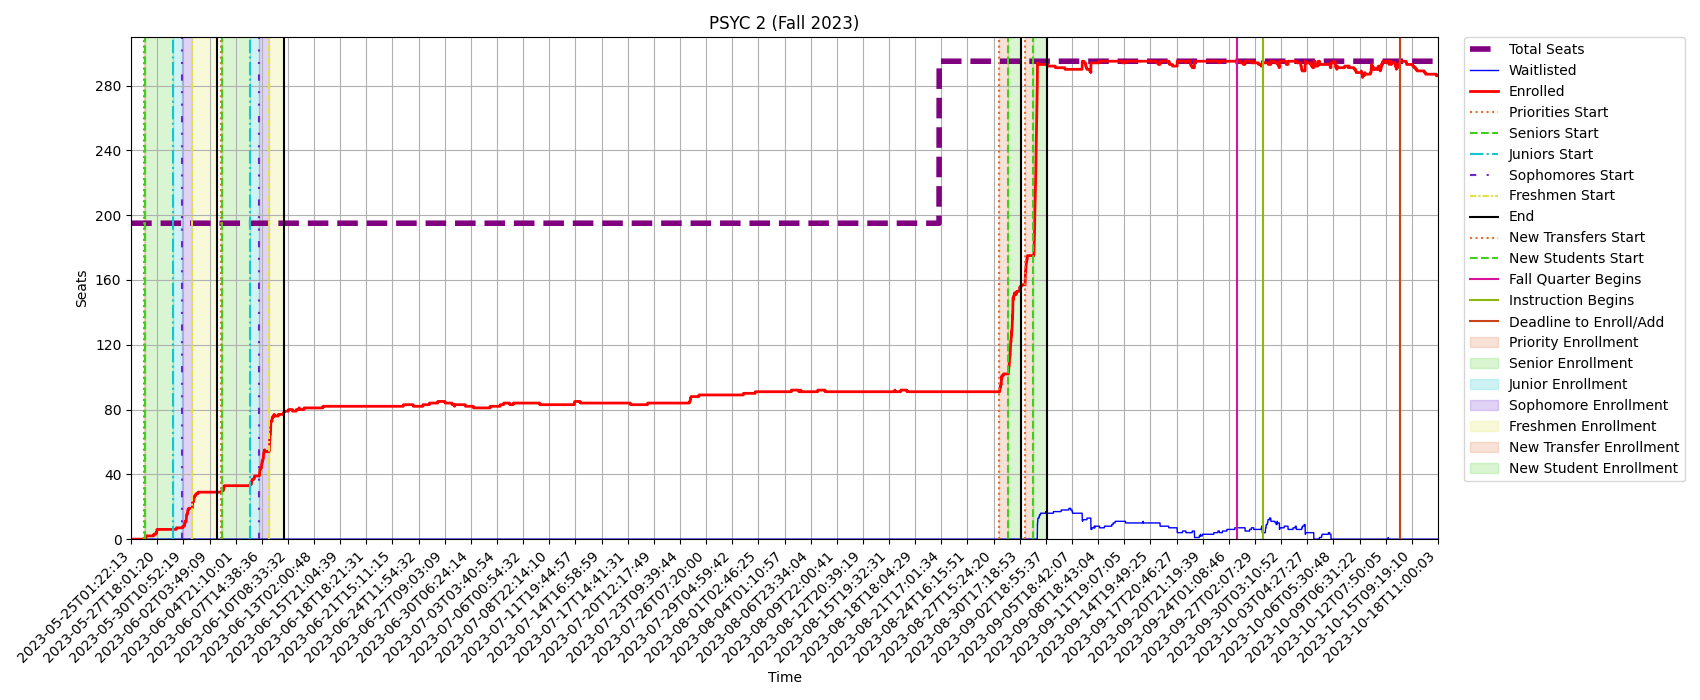 PSYC 2 (Fall 2023)
Seats
280
240
200
160
120
80
40
0
2023-05-25T01:22:13
2023-05-27T18:01:20
2023-05-30T10:52:19
2023-06-02T03:49:09
2023-06-04T21:10:01
2023-06-07T14:38:36
2023-06-10T08:33:32
2023-06-13T02:00:48
2023-06-15T21:04:39
2023-06-18T18:21:31
2023-06-21T15:11:15
2023-06-24T11:54:32
2023-06-27T09:03:09
2023-06-30T06:24:14
2023-07-03T03:40:54
2023-07-06T00:54:32
2023-07-08T22:14:10
2023-07-11T19:44:57
2023-07-14T16:58:59
2023-07-17T14:41:37
2023-07-20T12:17:49
2023-07-23T09:39:44
2023-07-26T07:20:00
2023-07-29T04:59:42
2023-08-01T02:46:25
2023-08-04T01:10:57
2023-08-06T23:34:04
2023-08-09T22:00:41
2023-08-12T20:39:19
2023-08-15T19:32:31
2023-08-18T18:04:29
2023-08-21T17:01:34
2023-08-24T16:15:51
2023-08-27T15:24:20
2023-08-30T17:18:53
2023-09-02T18:55:37
2023-09-05T18:42:07
2023-09-08T18:43:04
2023-09-11T19:07:05
2023-09-14T19:49:25
2023-09-17T20:46:27
2023-09-20T21:19:39
2023-09-24T01:08:46
2023-09-27T02:07:29
2023-09-30T03:10:52
2023-10-03T04:27:27
2023-10-06T05:30:48
2023-10-09T06:31:22
2023-10-12T07:50:05
2023-10-15T09:19:10
2023-10-18T11:00:03
Time
Total Seats
Waitlisted
Enrolled
Priorities Start
Seniors Start
Juniors Start
Sophomores Start
Freshmen Start
End
New Transfers Start
New Students Start
Fall Quarter Begins
Instruction Begins
Deadline to Enroll/Add
Priority Enrollment
Senior Enrollment
Junior Enrollment
Sophomore Enrollment
Freshmen Enrollment
New Transfer Enrollment
New Student Enrollment